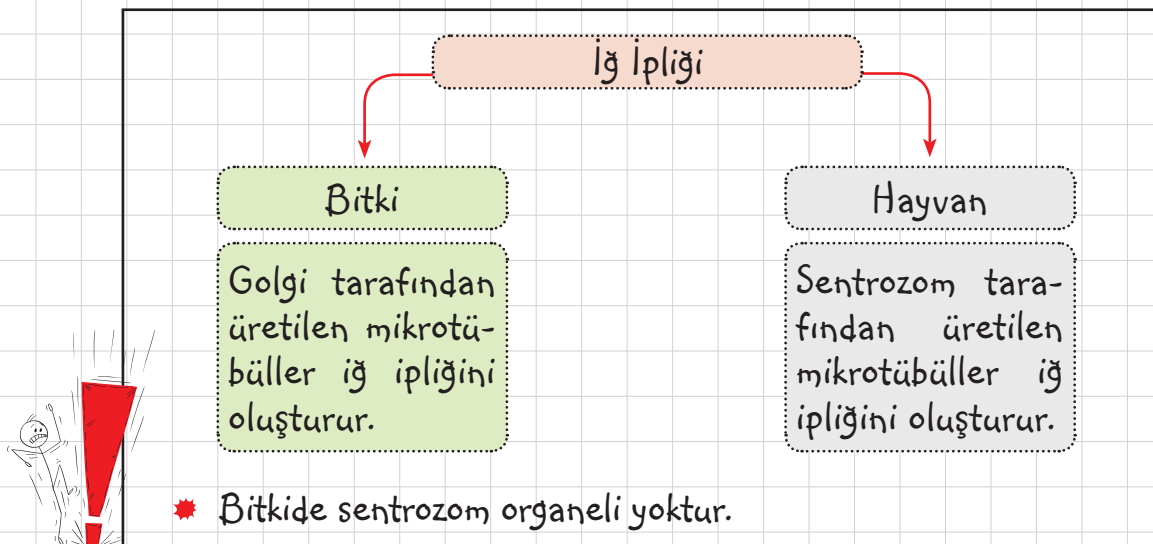 İğ İpliği
Bitki
Hayvan
Golgi tarafından
üretilen mikrotü-
büller iğ ipliğini
oluşturur.
Sentrozom tara-
fından üretilen
mikrotübüller iğ
ipliğini oluşturur.
Bitkide sentrozom organeli yoktur.